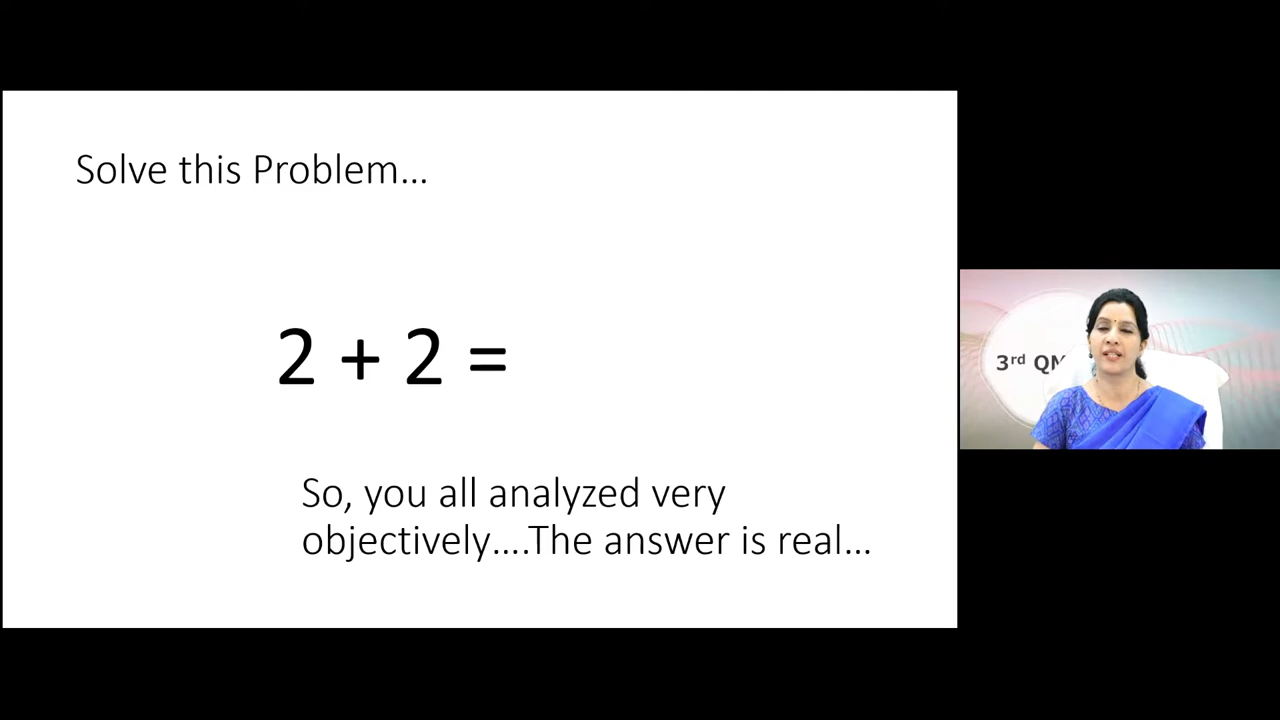 Solve this Problem...
2 + 2 =
So, you all analyzed very
objectively....The answer is real...
3rd QM